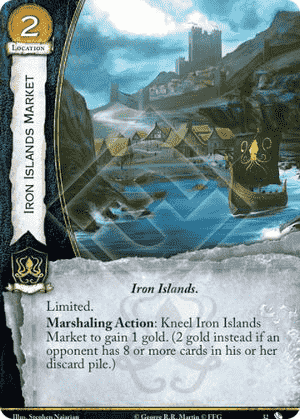 2
Location
Iron Islands Market
Iron Islands.
Limited.
Marshaling Action: Kneel Iron Islands
Market to gain 1 gold. (2 gold instead if an
opponent has 8 or more cards in his or her
discard pile.)
Illus. Stephen Najarian
© George R.R. Martin © FFG